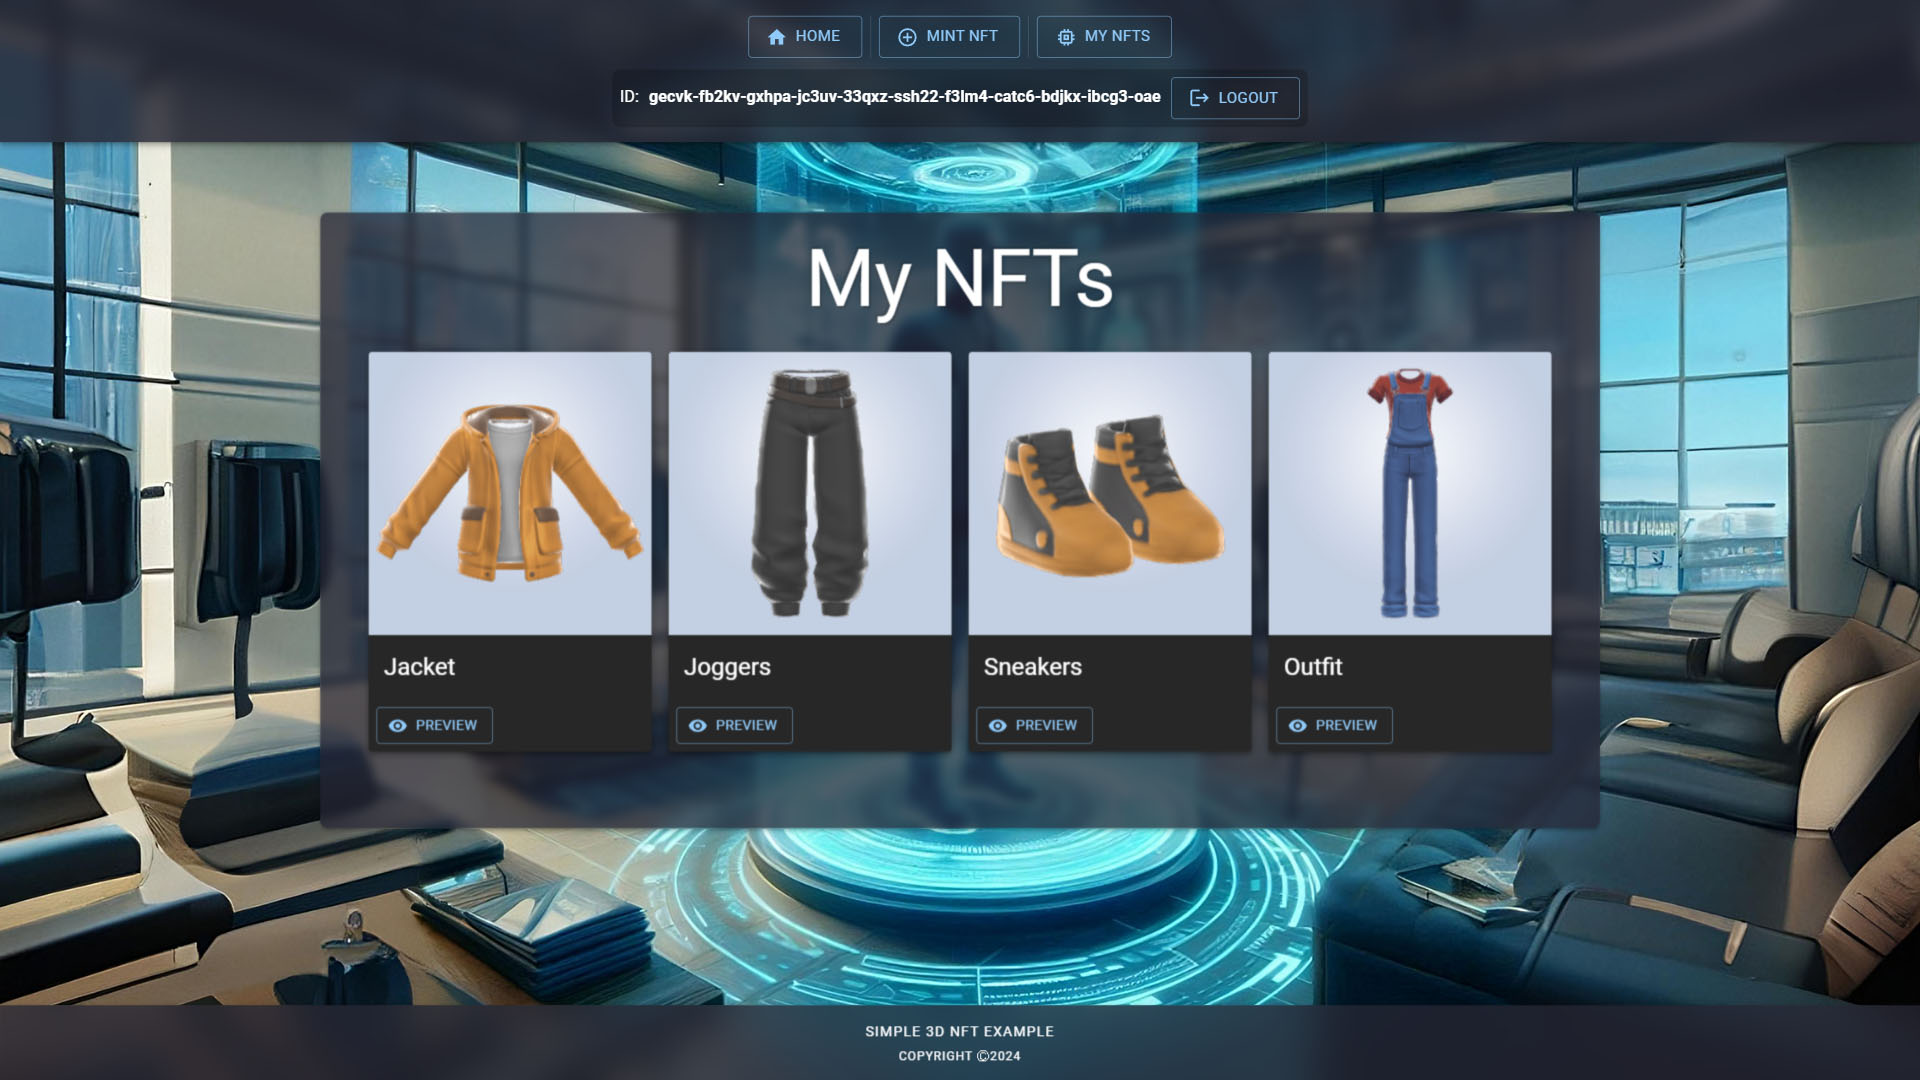 HOME MINT NFT MY NFTS
ID: gecvk-fb2kv-gxhpa-jc3uv-33qxz-ssh22-f3lm4-catc6-bdjkx-ibcg3-oae LOGOUT
My NFTs
Jacket Joggers Sneakers Outfit
PREVIEW PREVIEW PREVIEW PREVIEW
SIMPLE 3D NFT EXAMPLE
COPYRIGHT ©2024